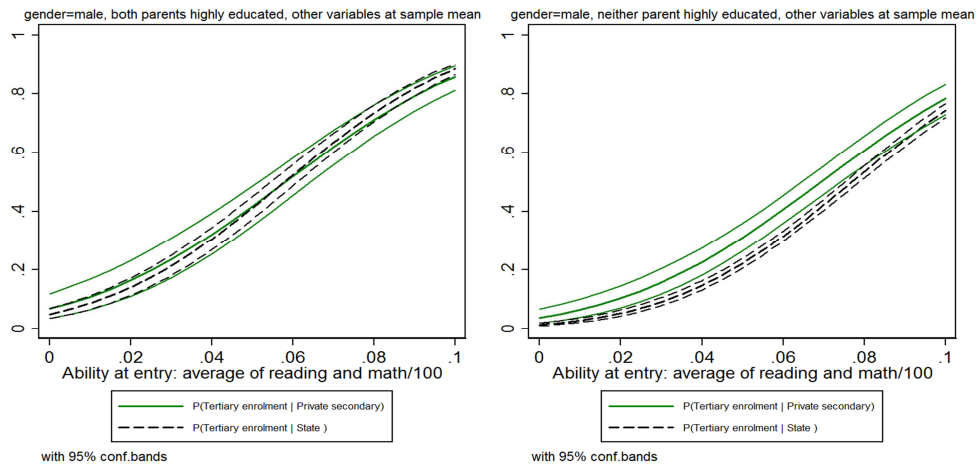 gender=male, both parents highly educated, other variables at sample mean
1
.8
.6
.4
.2
0
0 .02 .04 .06 .08 .1
Ability at entry: average of reading and math/100
P(Tertiary enrolment | Private secondary)
P(Tertiary enrolment | State )
with 95% conf.bands
gender=male, neither parent highly educated, other variables at sample mean
1
.8
.6
.4
.2
0
0 .02 .04 .06 .08 .1
Ability at entry: average of reading and math/100
P(Tertiary enrolment | Private secondary)
P(Tertiary enrolment | State )
with 95% conf.bands